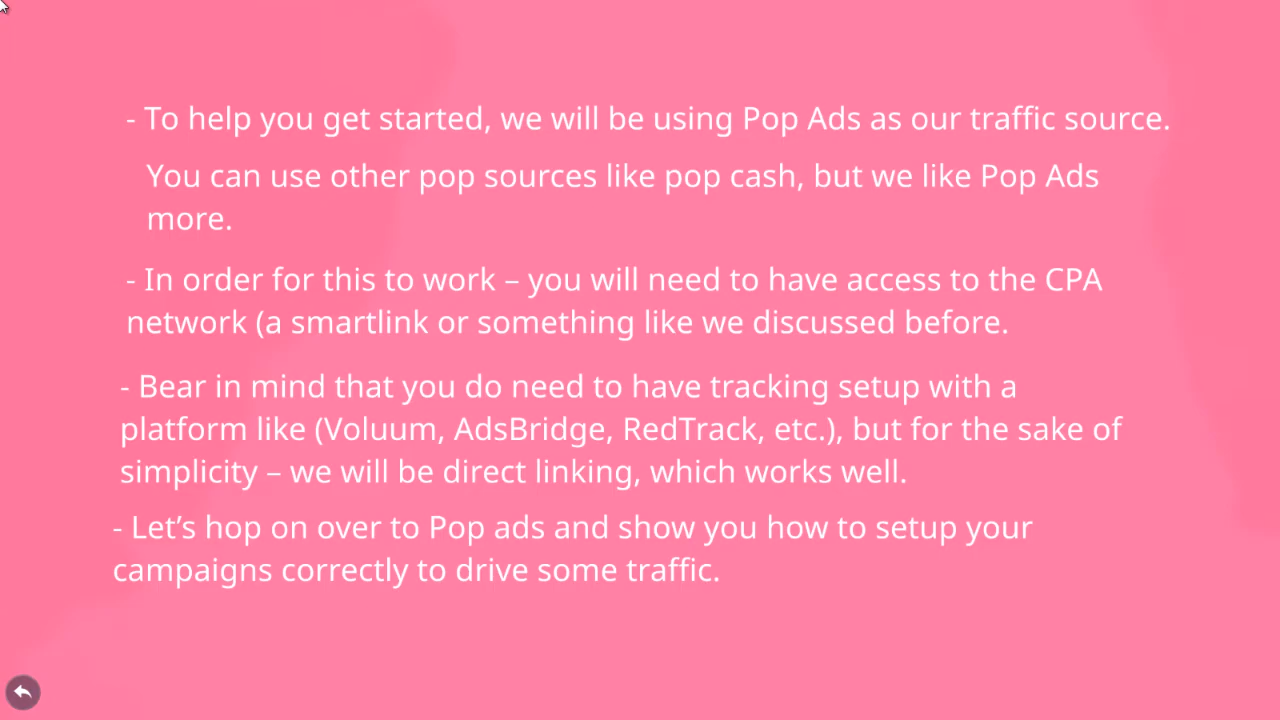 - To help you get started, we will be using Pop Ads as our traffic source.
You can use other pop sources like pop cash, but we like Pop Ads
more.
- In order for this to work – you will need to have access to the CPA
network (a smartlink or something like we discussed before.
- Bear in mind that you do need to have tracking setup with a
platform like (Voluum, AdsBridge, RedTrack, etc.), but for the sake of
simplicity – we will be direct linking, which works well.
- Let’s hop on over to Pop ads and show you how to setup your
campaigns correctly to drive some traffic.